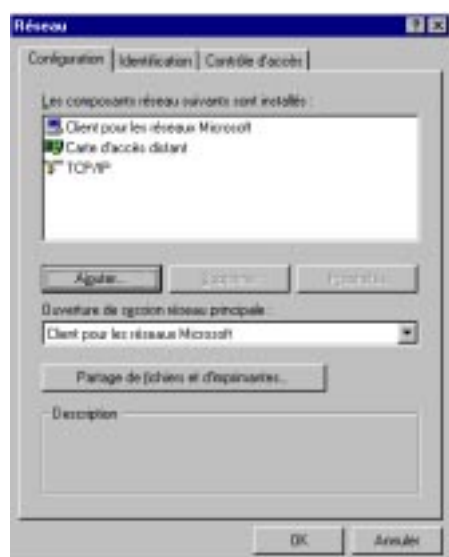 Réseau
Configuration Identification Contrôle d'accès
Les composants réseau suivants sont installés :
Client pour les réseaux Microsoft
Carte d'accès distant
TCP/IP
Ajouter... Supprimer Propriétés
Ouverture de session réseau principale :
Client pour les réseaux Microsoft
Partage de fichiers et d'imprimantes...
Description
OK Annuler